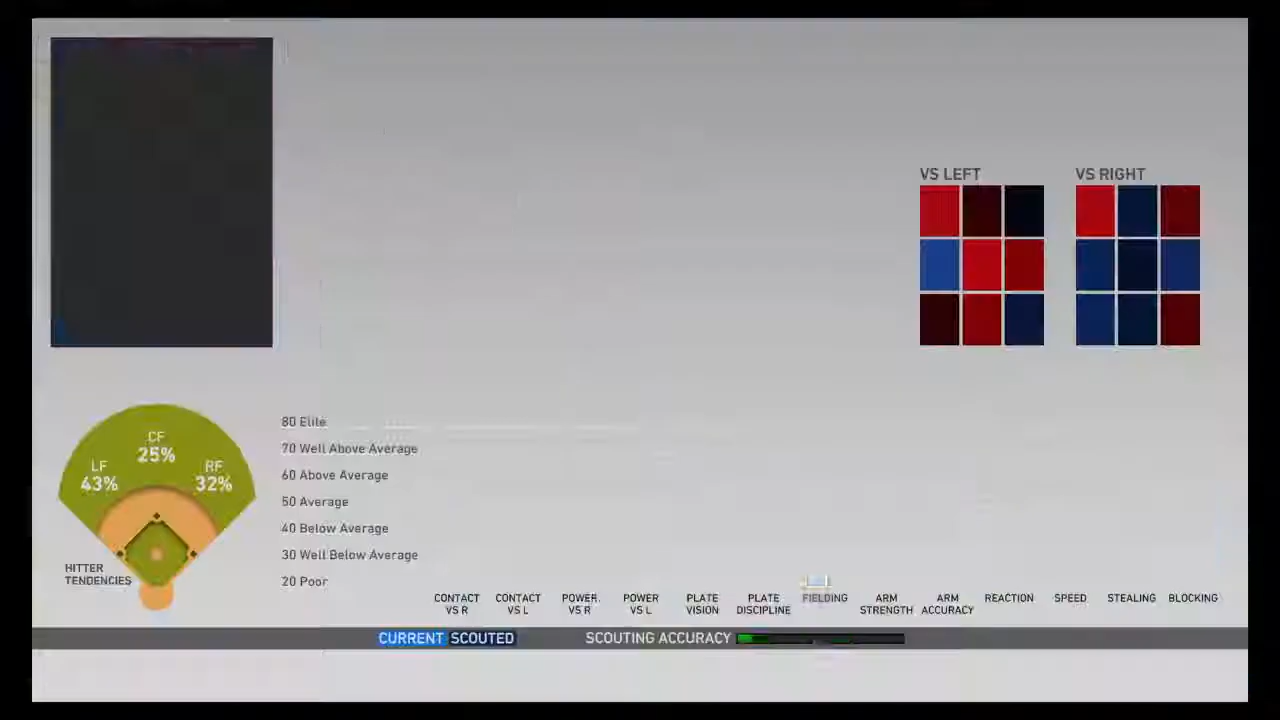 VS LEFT
VS RIGHT
CF
25%
LF
43%
RF
32%
HITTER
TENDENCIES
80 Elite
70 Well Above Average
60 Above Average
50 Average
40 Below Average
30 Well Below Average
20 Poor
CONTACT
VS R
CONTACT
VS L
POWER
VS R
POWER
VS L
PLATE
VISION
PLATE
DISCIPLINE
FIELDING
ARM
STRENGTH
ARM
ACCURACY
REACTION
SPEED
STEALING
BLOCKING
CURRENT SCOUTED
SCOUTING ACCURACY